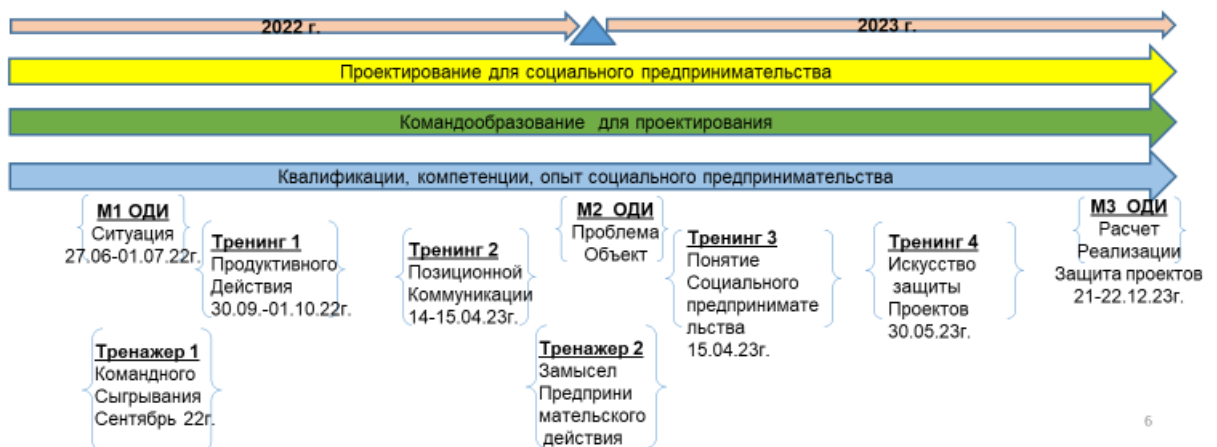 2022 г.
2023 г.
Проектирование для социального предпринимательства
Командообразование для проектирования
Квалификации, компетенции, опыт социального предпринимательства
М1 ОДИ
Ситуация
27.06-01.07.22г.
Тренинг 1
Продуктивного
Действия
30.09.-01.10.22г.
Тренинг 2
Позиционной
Коммуникации
14-15.04.23г.
М2 ОДИ
Проблема
Объект
Тренинг 3
Понятие
Социального
предпринимате
льства
15.04.23г.
Тренинг 4
Искусство
защиты
Проектов
30.05.23г.
М3 ОДИ
Расчет
Реализации
Защита проектов
21-22.12.23г.
Тренажер 1
Командного
Сыгрывания
Сентябрь 22г.
Тренажер 2
Замысел
Предприни
мательского
действия
6